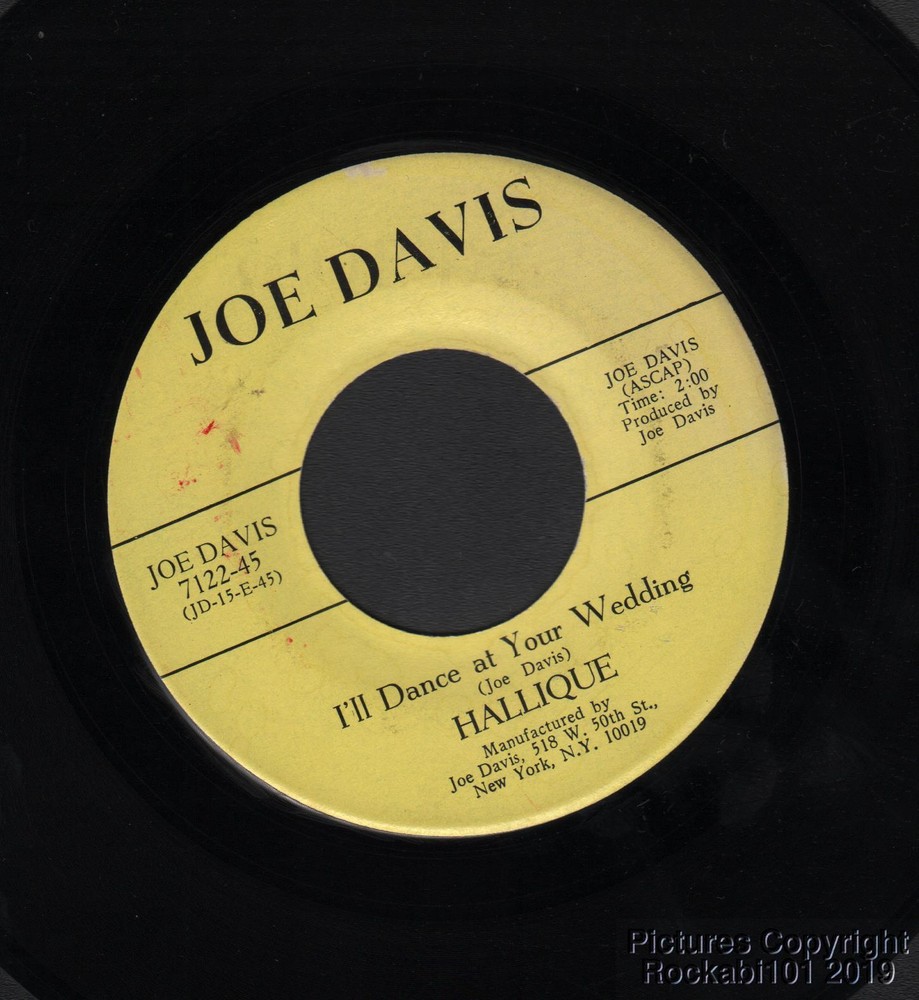 JOE DAVIS
JOE DAVIS
(ASCAP)
Time: 2:00
Produced by
Joe Davis
JOE DAVIS
7122-45
(JD-15-E-45)
I'll Dance at Your Wedding
(Joe Davis)
HALLIQUE
Manufactured by
Joe Davis, 518 W. 50th St.,
New York, N.Y. 10019
Pictures Copyright
Rockabi101 2019